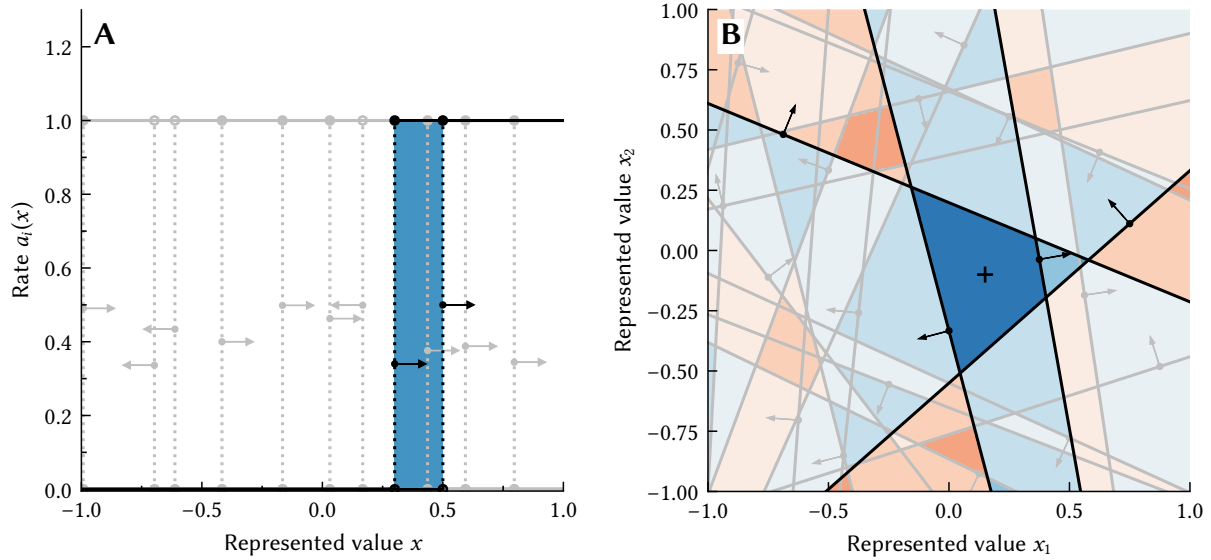 A
1.2
1.0
0.8
0.6
0.4
0.2
0.0
Rate aᵢ(x)
−1.0 −0.5 0.0 0.5 1.0
Represented value x
B
1.00
0.75
0.50
0.25
0.00
−0.25
−0.50
−0.75
−1.00
Represented value x₂
−1.0 −0.5 0.0 0.5 1.0
Represented value x₁